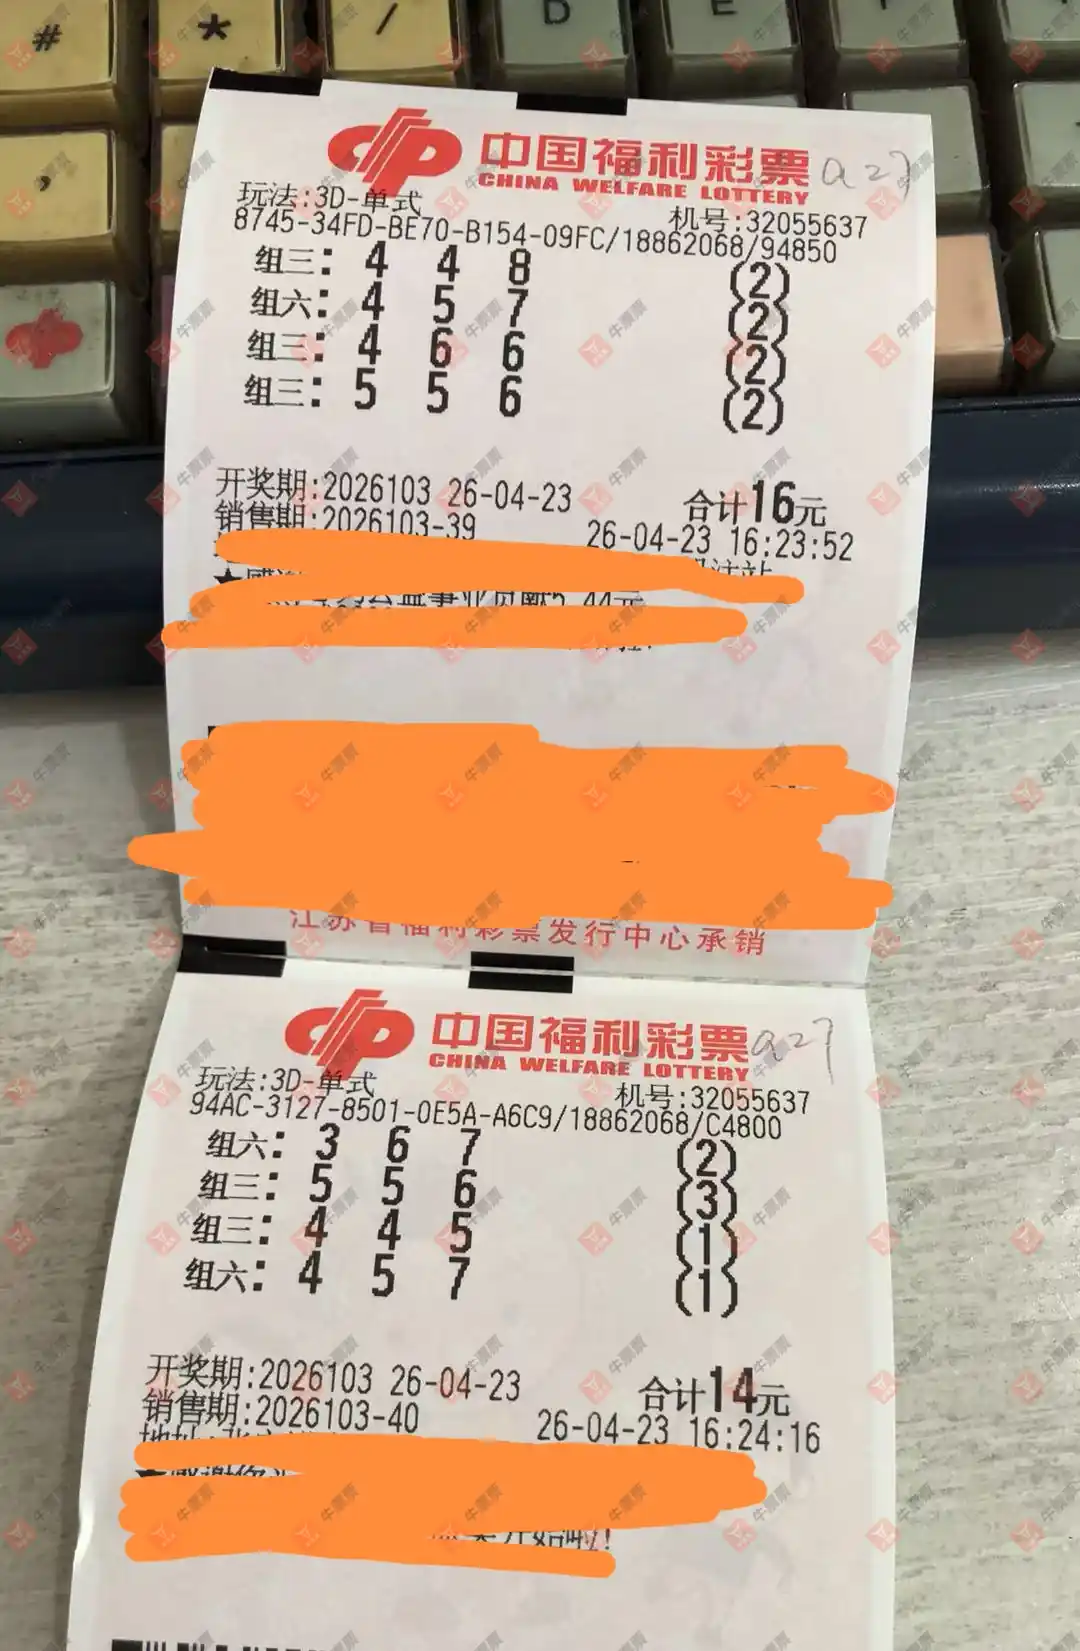 #
*
/
D
E
中国福利彩票
CHINA WELFARE LOTTERY
a27
玩法:3D-单式
机号:32055637
8745-34FD-BE70-B154-09FC/18862068/94850
组三: 4 4 8 (2)
组六: 4 5 7 (2)
组三: 4 6 6 (2)
组三: 5 5 6 (2)
开奖期:2026103 26-04-23 合计16元
销售期:2026103-39 26-04-23 16:23:52
江苏省福利彩票发行中心承销
中国福利彩票
CHINA WELFARE LOTTERY
a27
玩法:3D-单式
机号:32055637
94AC-3127-8501-0E5A-A6C9/18862068/C4800
组六: 3 6 7 (2)
组三: 5 5 6 (3)
组三: 4 4 5 (1)
组六: 4 5 7 (1)
开奖期:2026103 26-04-23 合计14元
销售期:2026103-40 26-04-23 16:24:16
牛票票